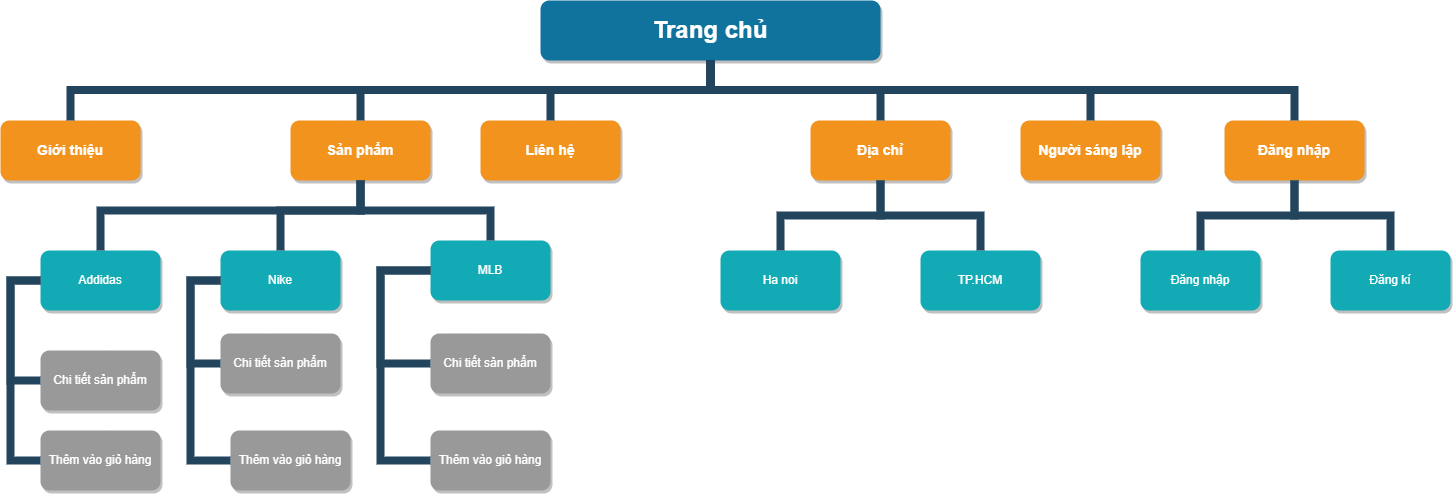 Trang chủ
Giới thiệu
Sản phẩm
Liên hệ
Địa chỉ
Người sáng lập
Đăng nhập
Addidas
Nike
MLB
Ha noi
TP.HCM
Đăng nhập
Đăng kí
Chi tiết sản phẩm
Chi tiết sản phẩm
Chi tiết sản phẩm
Thêm vào giỏ hàng
Thêm vào giỏ hàng
Thêm vào giỏ hàng